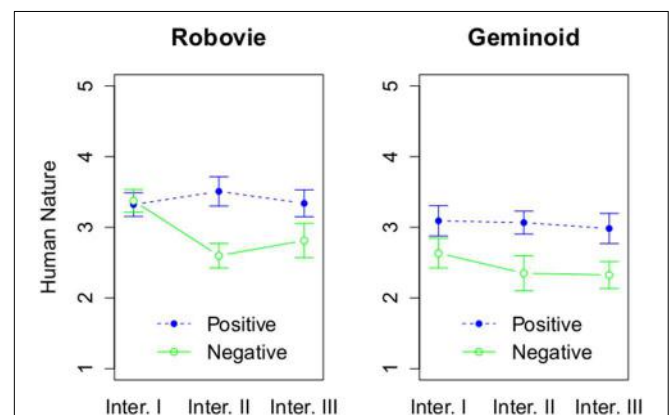 Robovie
Geminoid
Human Nature
5
4
3
2
1
Positive
Negative
Inter. I Inter. II Inter. III
5
4
3
2
1
Positive
Negative
Inter. I Inter. II Inter. III